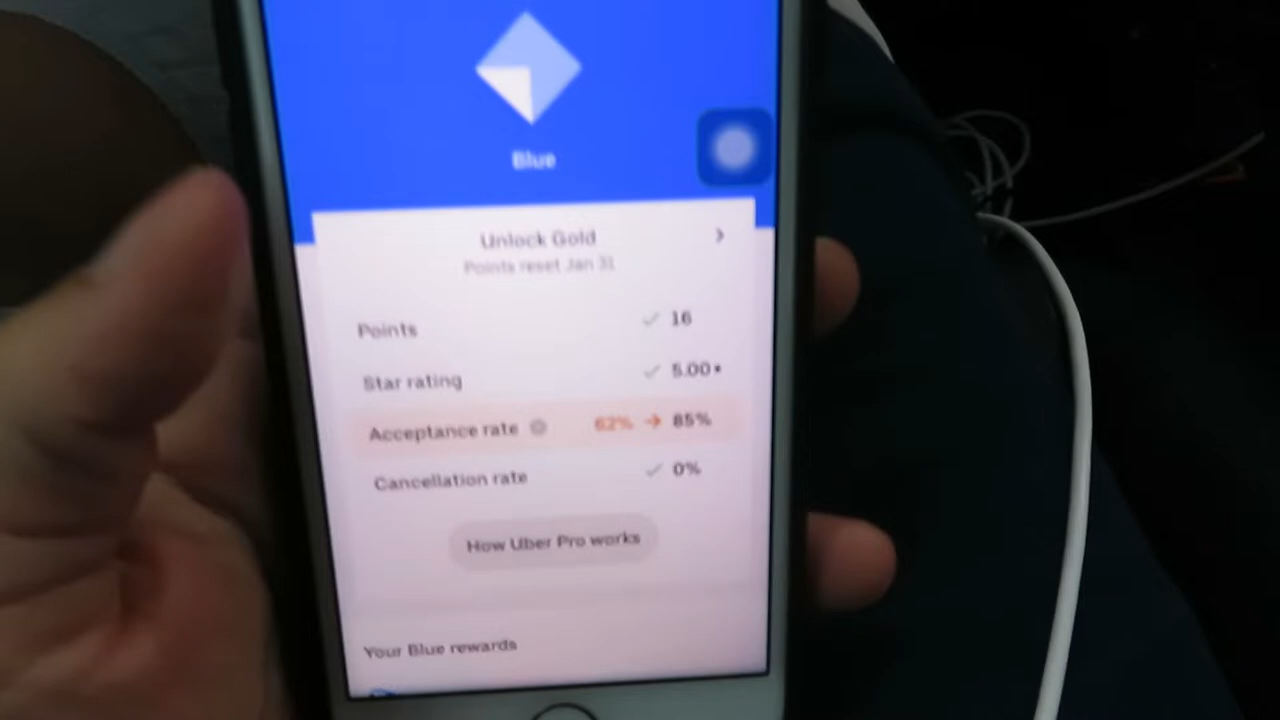 Blue
Unlock Gold
Points reset Jan 31
Points 16
Star rating 5.00
Acceptance rate 62% → 85%
Cancellation rate 0%
How Uber Pro works
Your Blue rewards